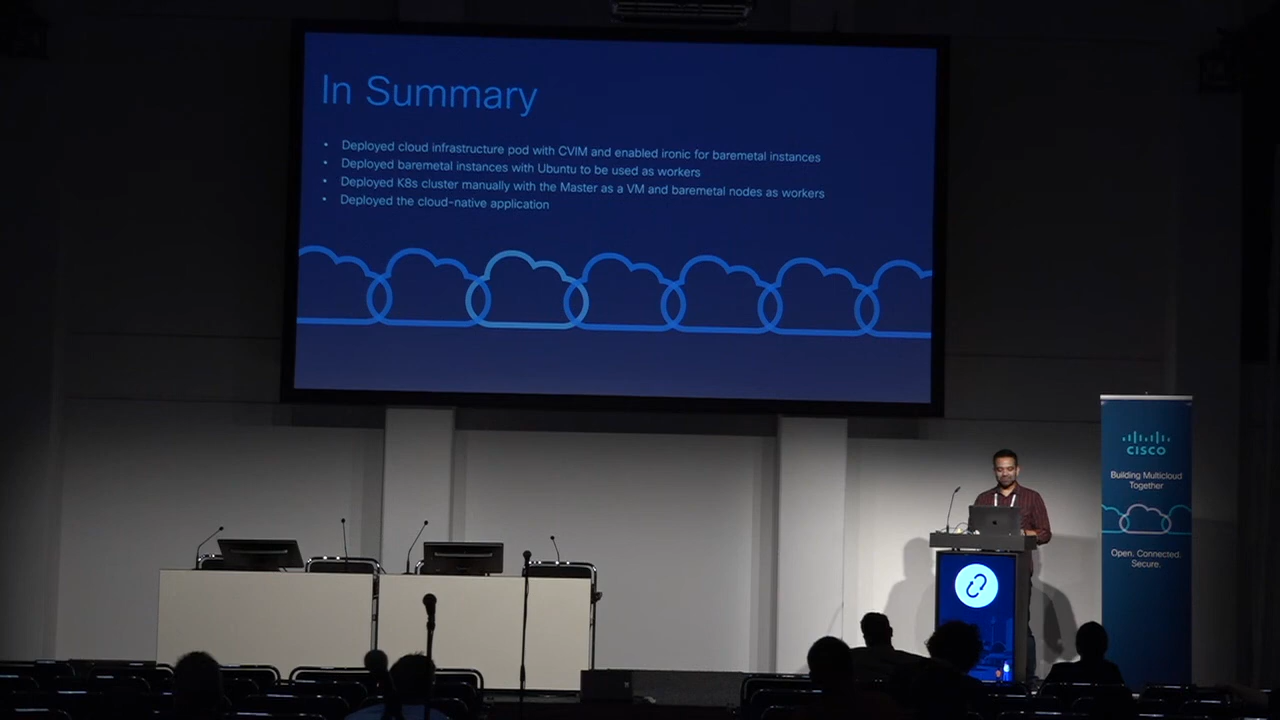 In Summary
• Deployed cloud infrastructure pod with CVIM and enabled ironic for baremetal instances
• Deployed baremetal instances with Ubuntu to be used as workers
• Deployed K8s cluster manually with the Master as a VM and baremetal nodes as workers
• Deployed the cloud-native application
CISCO
Building Multicloud
Together
Open. Connected.
Secure.